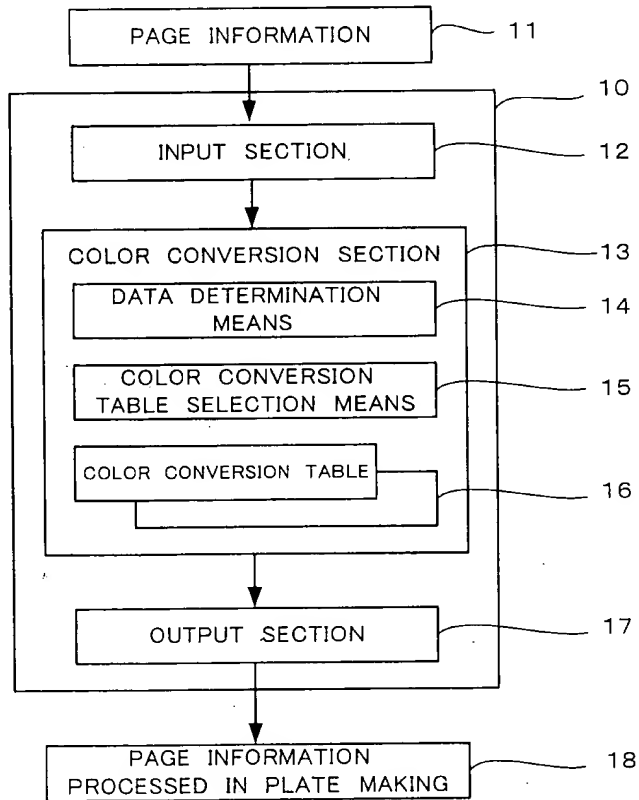 PAGE INFORMATION
11
10
INPUT SECTION
12
COLOR CONVERSION SECTION
13
DATA DETERMINATION
MEANS
14
COLOR CONVERSION
TABLE SELECTION MEANS
15
COLOR CONVERSION TABLE
16
OUTPUT SECTION
17
PAGE INFORMATION
PROCESSED IN PLATE MAKING
18